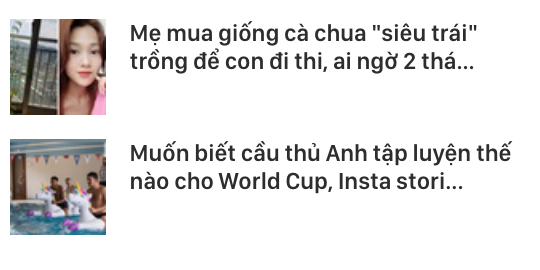 Mẹ mua giống cà chua "siêu trái"
trồng để con đi thi, ai ngờ 2 thá...
Muốn biết cầu thủ Anh tập luyện thế
nào cho World Cup, Insta stori...